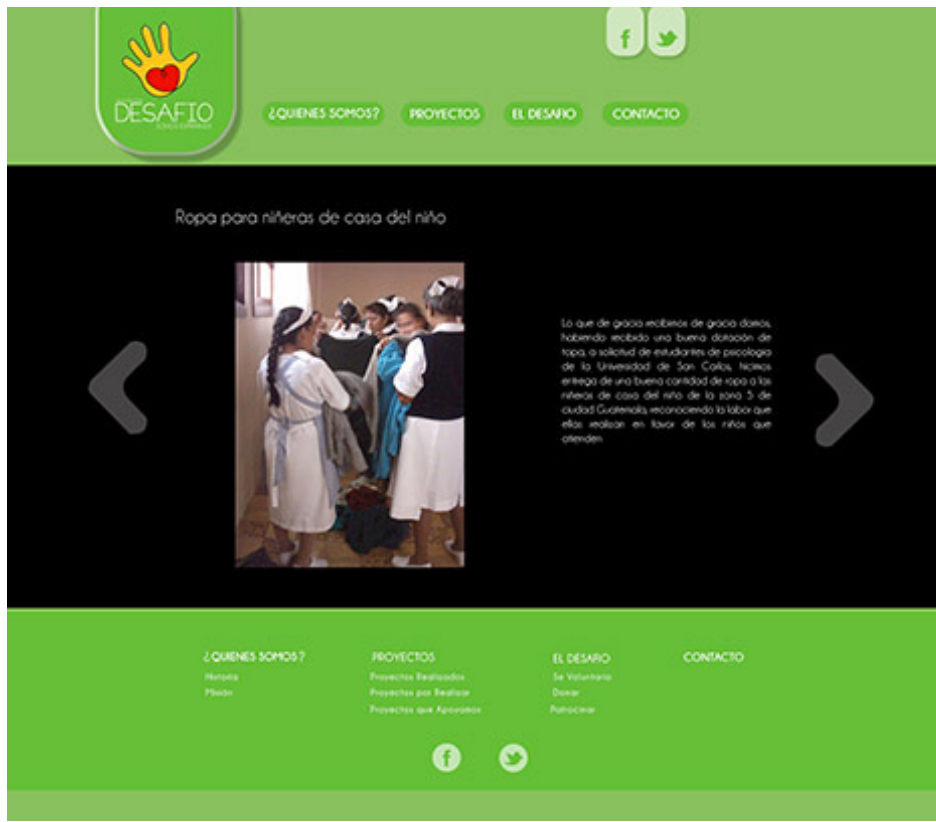 DESAFIO
¿QUIENES SOMOS?
PROYECTOS
EL DESAFIO
CONTACTO
Ropa para niñeras de casa del niño
Lo que de gracia recibimos de gracia damos,
habiendo recibido una buena dotación de
ropa, a solicitud de estudiantes de psicologia
de la Universidad de San Carlos, hicimos
entrega de una buena cantidad de ropa a las
niñeras de casa del niño de la zona 5 de
ciudad Guatemala, reconociendo la labor que
ellas realizan en favor de los niños que
atienden
¿QUIENES SOMOS?
Historia
Misión
PROYECTOS
Proyectos Realizados
Proyectos por Realizar
Proyectos que Apoyamos
EL DESAFIO
Se Voluntario
Donar
Patrocinar
CONTACTO